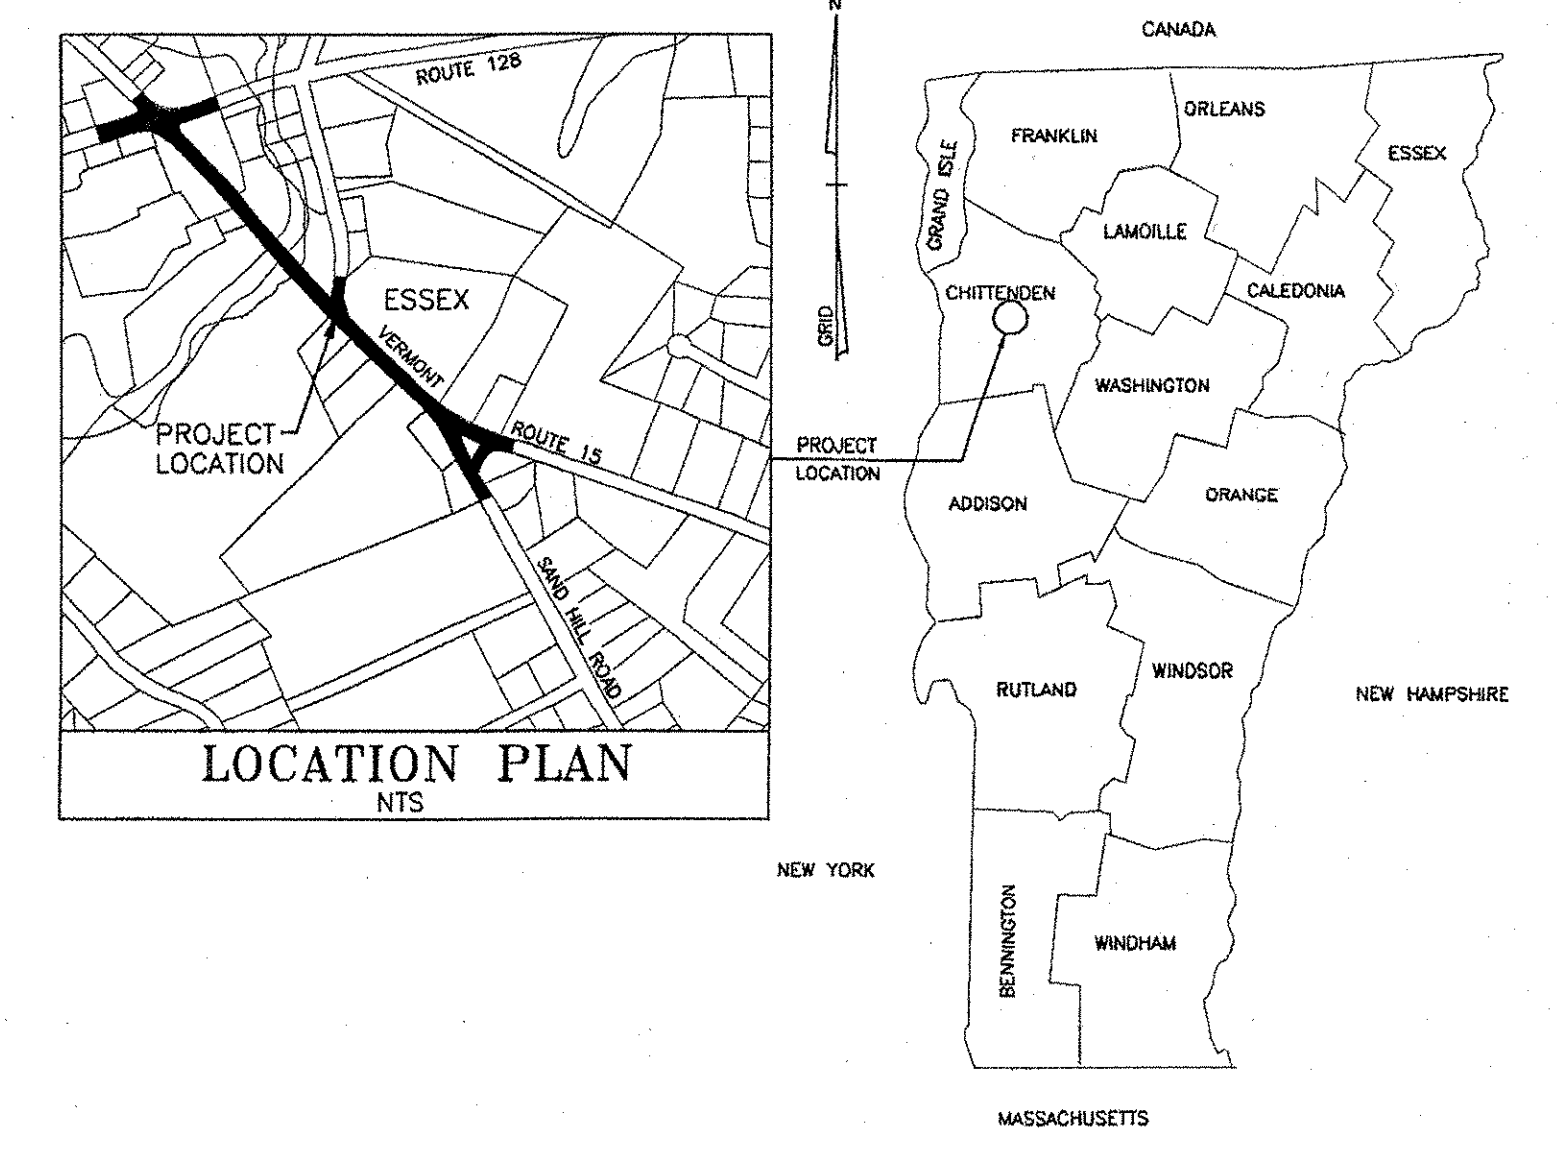 ROUTE 128
ESSEX
VERMONT
ROUTE 15
PROJECT
LOCATION
SAND HILL ROAD
LOCATION PLAN
NTS
N
GRID
CANADA
GRAND ISLE
FRANKLIN
ORLEANS
ESSEX
LAMOILLE
CHITTENDEN
CALEDONIA
WASHINGTON
PROJECT
LOCATION
ADDISON
ORANGE
RUTLAND
WINDSOR
NEW HAMPSHIRE
NEW YORK
BENNINGTON
WINDHAM
MASSACHUSETTS